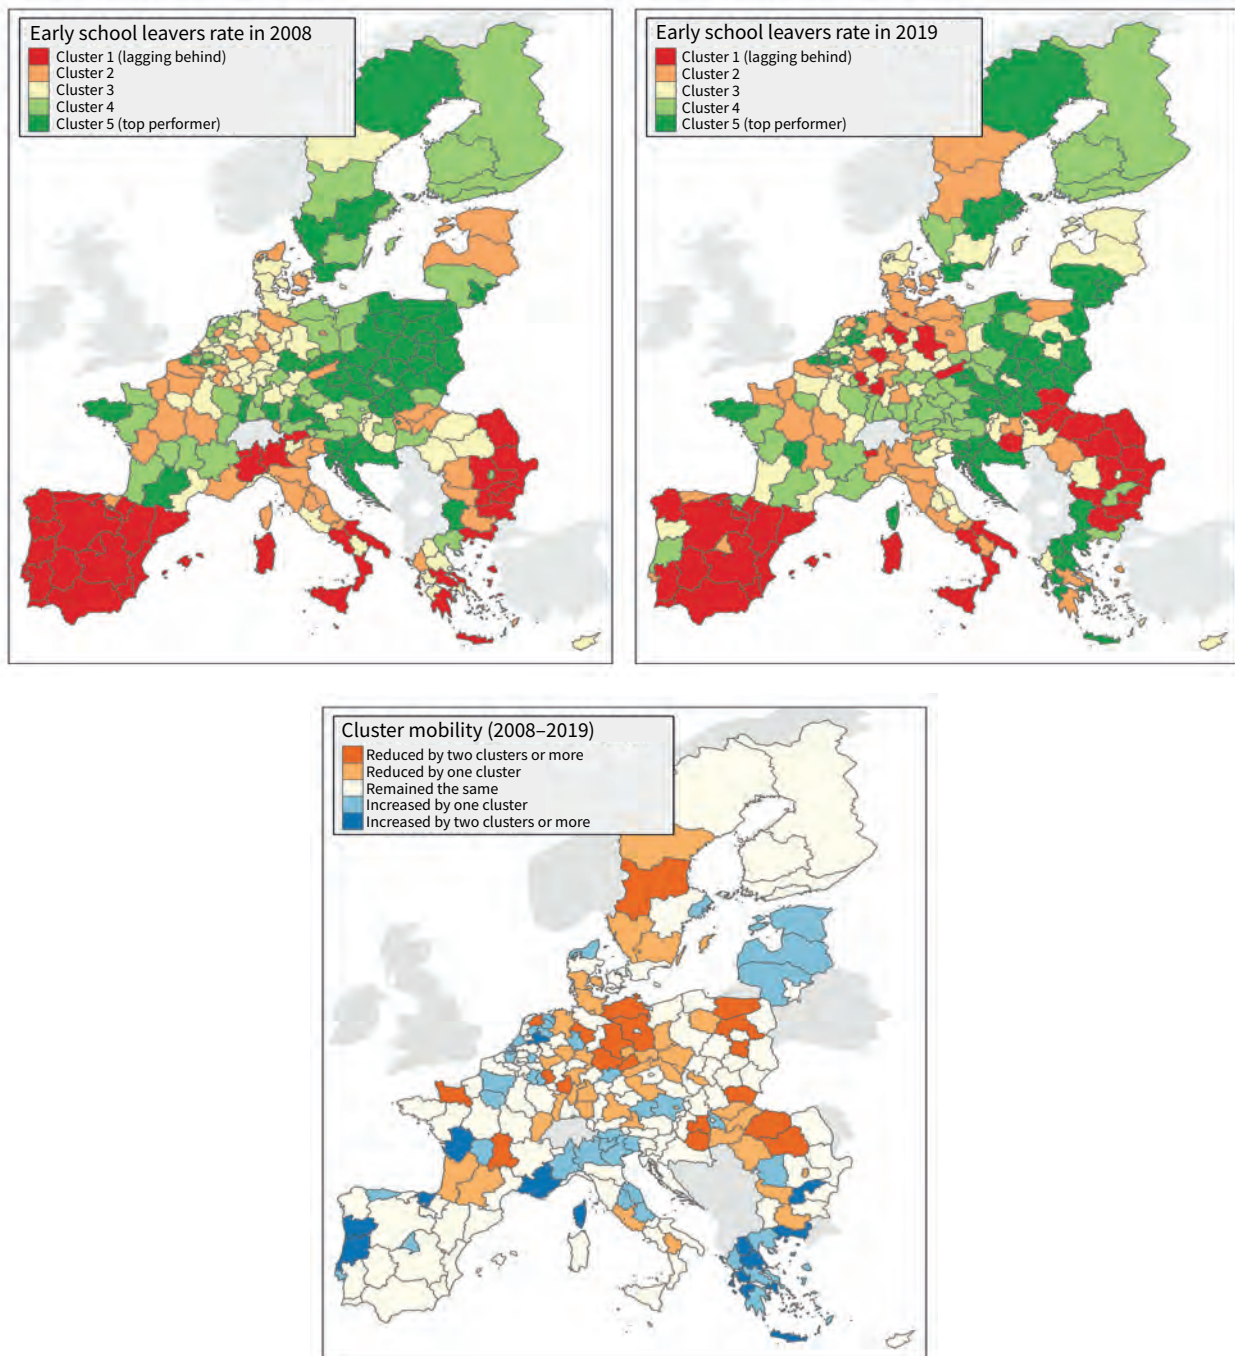 Early school leavers rate in 2008
Cluster 1 (lagging behind)
Cluster 2
Cluster 3
Cluster 4
Cluster 5 (top performer)
Early school leavers rate in 2019
Cluster 1 (lagging behind)
Cluster 2
Cluster 3
Cluster 4
Cluster 5 (top performer)
Cluster mobility (2008–2019)
Reduced by two clusters or more
Reduced by one cluster
Remained the same
Increased by one cluster
Increased by two clusters or more